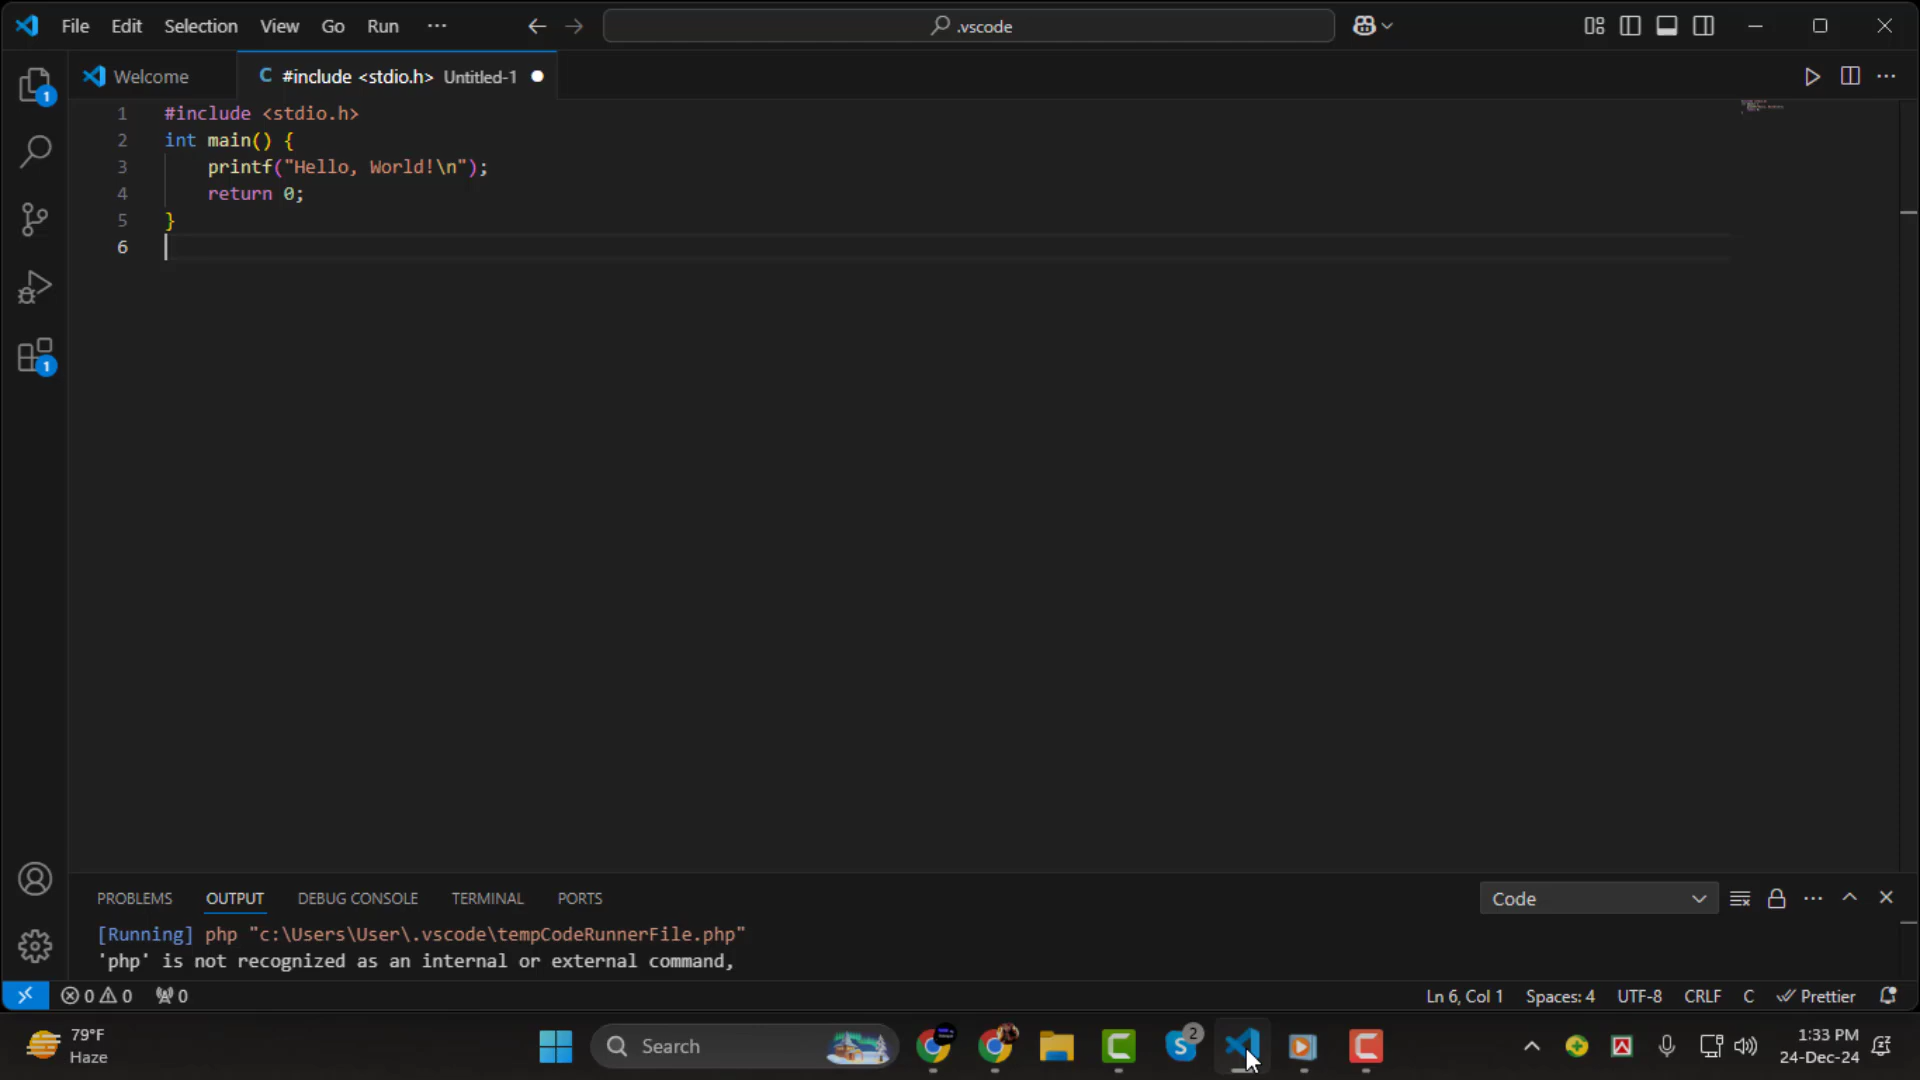 File Edit Selection View Go Run ... .vscode
Welcome #include <stdio.h> Untitled-1
1 #include <stdio.h>
2 int main() {
3 printf("Hello, World!\n");
4 return 0;
5 }
6
1
1
PROBLEMS OUTPUT DEBUG CONSOLE TERMINAL PORTS Code
[Running] php "c:\Users\User\.vscode\tempCodeRunnerFile.php"
'php' is not recognized as an internal or external command,
0 0 0 Ln 6, Col 1 Spaces: 4 UTF-8 CRLF C Prettier
79°F
Haze
Search
2
1:33 PM
24-Dec-24